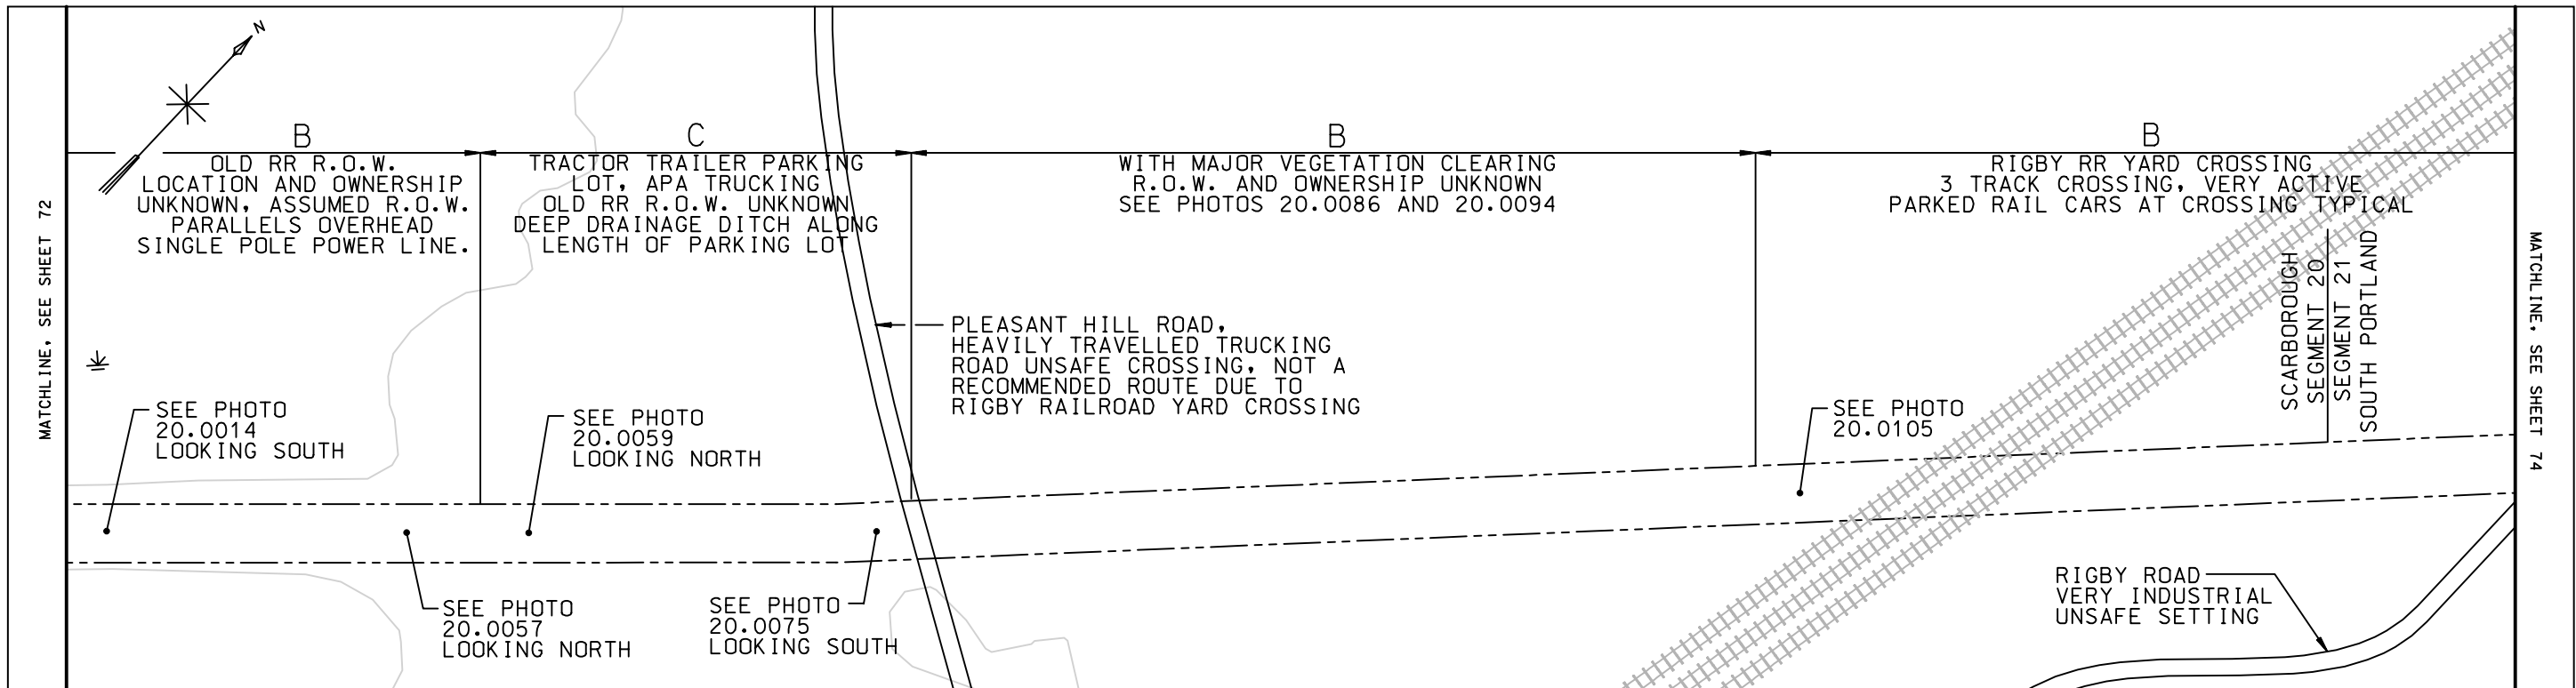 N
B
OLD RR R.O.W.
LOCATION AND OWNERSHIP
UNKNOWN, ASSUMED R.O.W.
PARALLELS OVERHEAD
SINGLE POLE POWER LINE.
C
TRACTOR TRAILER PARKING
LOT, APA TRUCKING
OLD RR R.O.W. UNKNOWN
DEEP DRAINAGE DITCH ALONG
LENGTH OF PARKING LOT
B
WITH MAJOR VEGETATION CLEARING
R.O.W. AND OWNERSHIP UNKNOWN
SEE PHOTOS 20.0086 AND 20.0094
B
RIGBY RR YARD CROSSING
3 TRACK CROSSING, VERY ACTIVE
PARKED RAIL CARS AT CROSSING TYPICAL
MATCHLINE, SEE SHEET 72
SCARBOROUGH
SEGMENT 20
SEGMENT 21
SOUTH PORTLAND
MATCHLINE, SEE SHEET 74
PLEASANT HILL ROAD,
HEAVILY TRAVELLED TRUCKING
ROAD UNSAFE CROSSING, NOT A
RECOMMENDED ROUTE DUE TO
RIGBY RAILROAD YARD CROSSING
SEE PHOTO
20.0014
LOOKING SOUTH
SEE PHOTO
20.0059
LOOKING NORTH
SEE PHOTO
20.0105
SEE PHOTO
20.0057
LOOKING NORTH
SEE PHOTO
20.0075
LOOKING SOUTH
RIGBY ROAD
VERY INDUSTRIAL
UNSAFE SETTING